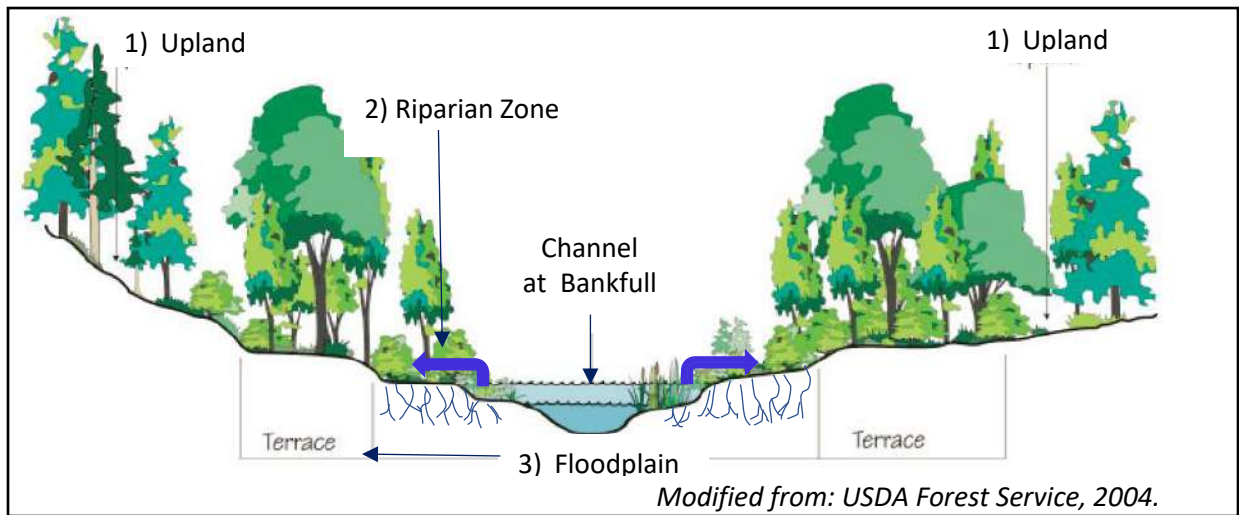 1) Upland
1) Upland
2) Riparian Zone
Channel
at Bankfull
Terrace
Terrace
3) Floodplain
Modified from: USDA Forest Service, 2004.